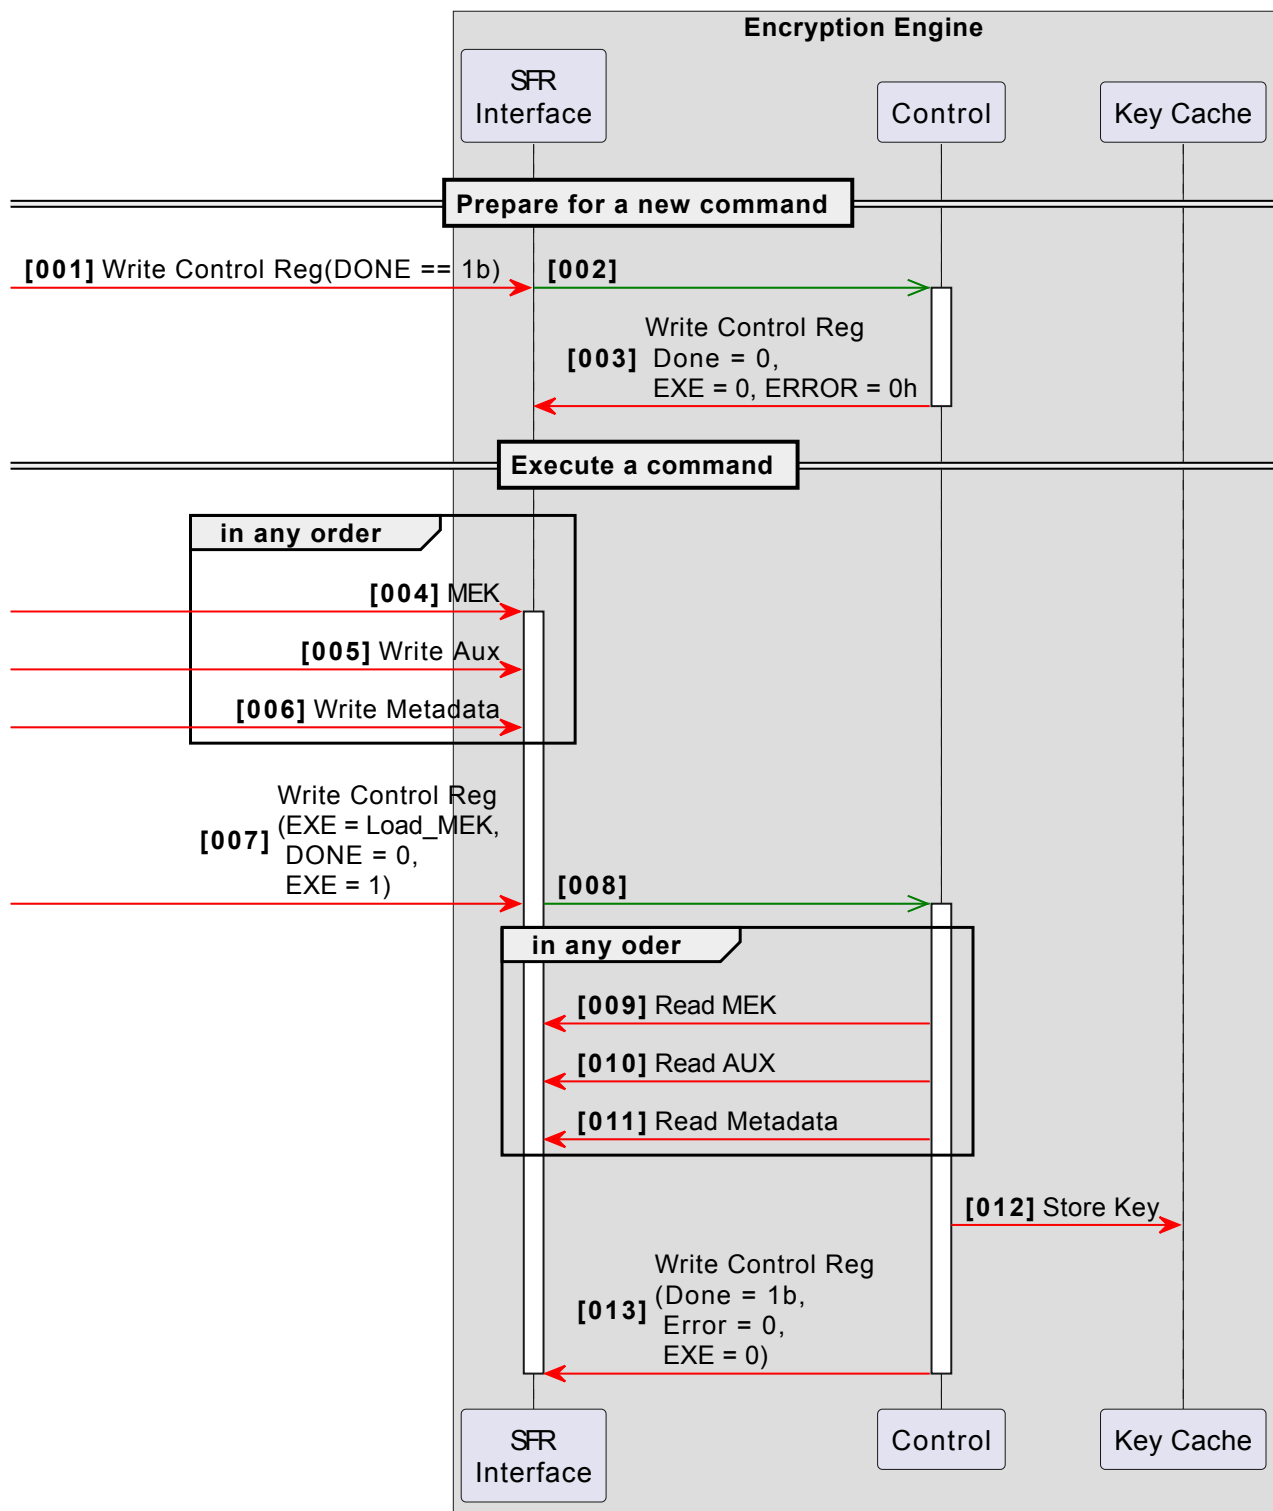 Encryption Engine
SFR
Interface
Control
Key Cache
Prepare for a new command
[001] Write Control Reg(DONE == 1b)
[002]
Write Control Reg
[003] Done = 0,
EXE = 0, ERROR = 0h
Execute a command
in any order
[004] MEK
[005] Write Aux
[006] Write Metadata
Write Control Reg
[007] (EXE = Load_MEK,
DONE = 0,
EXE = 1)
[008]
in any oder
[009] Read MEK
[010] Read AUX
[011] Read Metadata
[012] Store Key
Write Control Reg
[013] (Done = 1b,
Error = 0,
EXE = 0)
SFR
Interface
Control
Key Cache